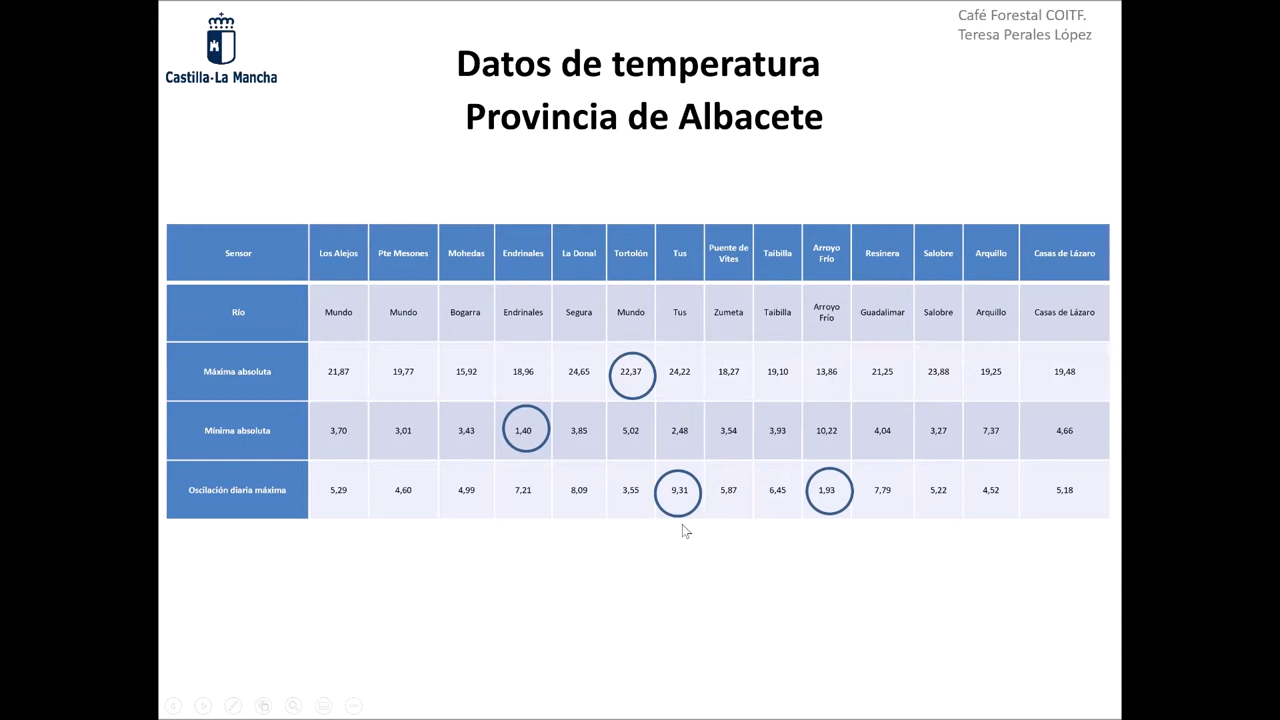 Castilla-La Mancha
Café Forestal COITF.
Teresa Perales López
Datos de temperatura
Provincia de Albacete
Sensor Los Alejos Pte Mesones Mohedas Endrinales La Donal Tortolón Tus Puente de Vites Taibilla Arroyo Frío Resinera Salobre Arquillo Casas de Lázaro
Río Mundo Mundo Bogarra Endrinales Segura Mundo Tus Zumeta Taibilla Arroyo Frío Guadalimar Salobre Arquillo Casas de Lázaro
Máxima absoluta 21,87 19,77 15,92 18,96 24,65 22,37 24,22 18,27 19,10 13,86 21,25 23,88 19,25 19,48
Mínima absoluta 3,70 3,01 3,43 1,40 3,85 5,02 2,48 3,54 3,93 10,22 4,04 3,27 7,37 4,66
Oscilación diaria máxima 5,29 4,60 4,99 7,21 8,09 3,55 9,31 5,87 6,45 1,93 7,79 5,22 4,52 5,18